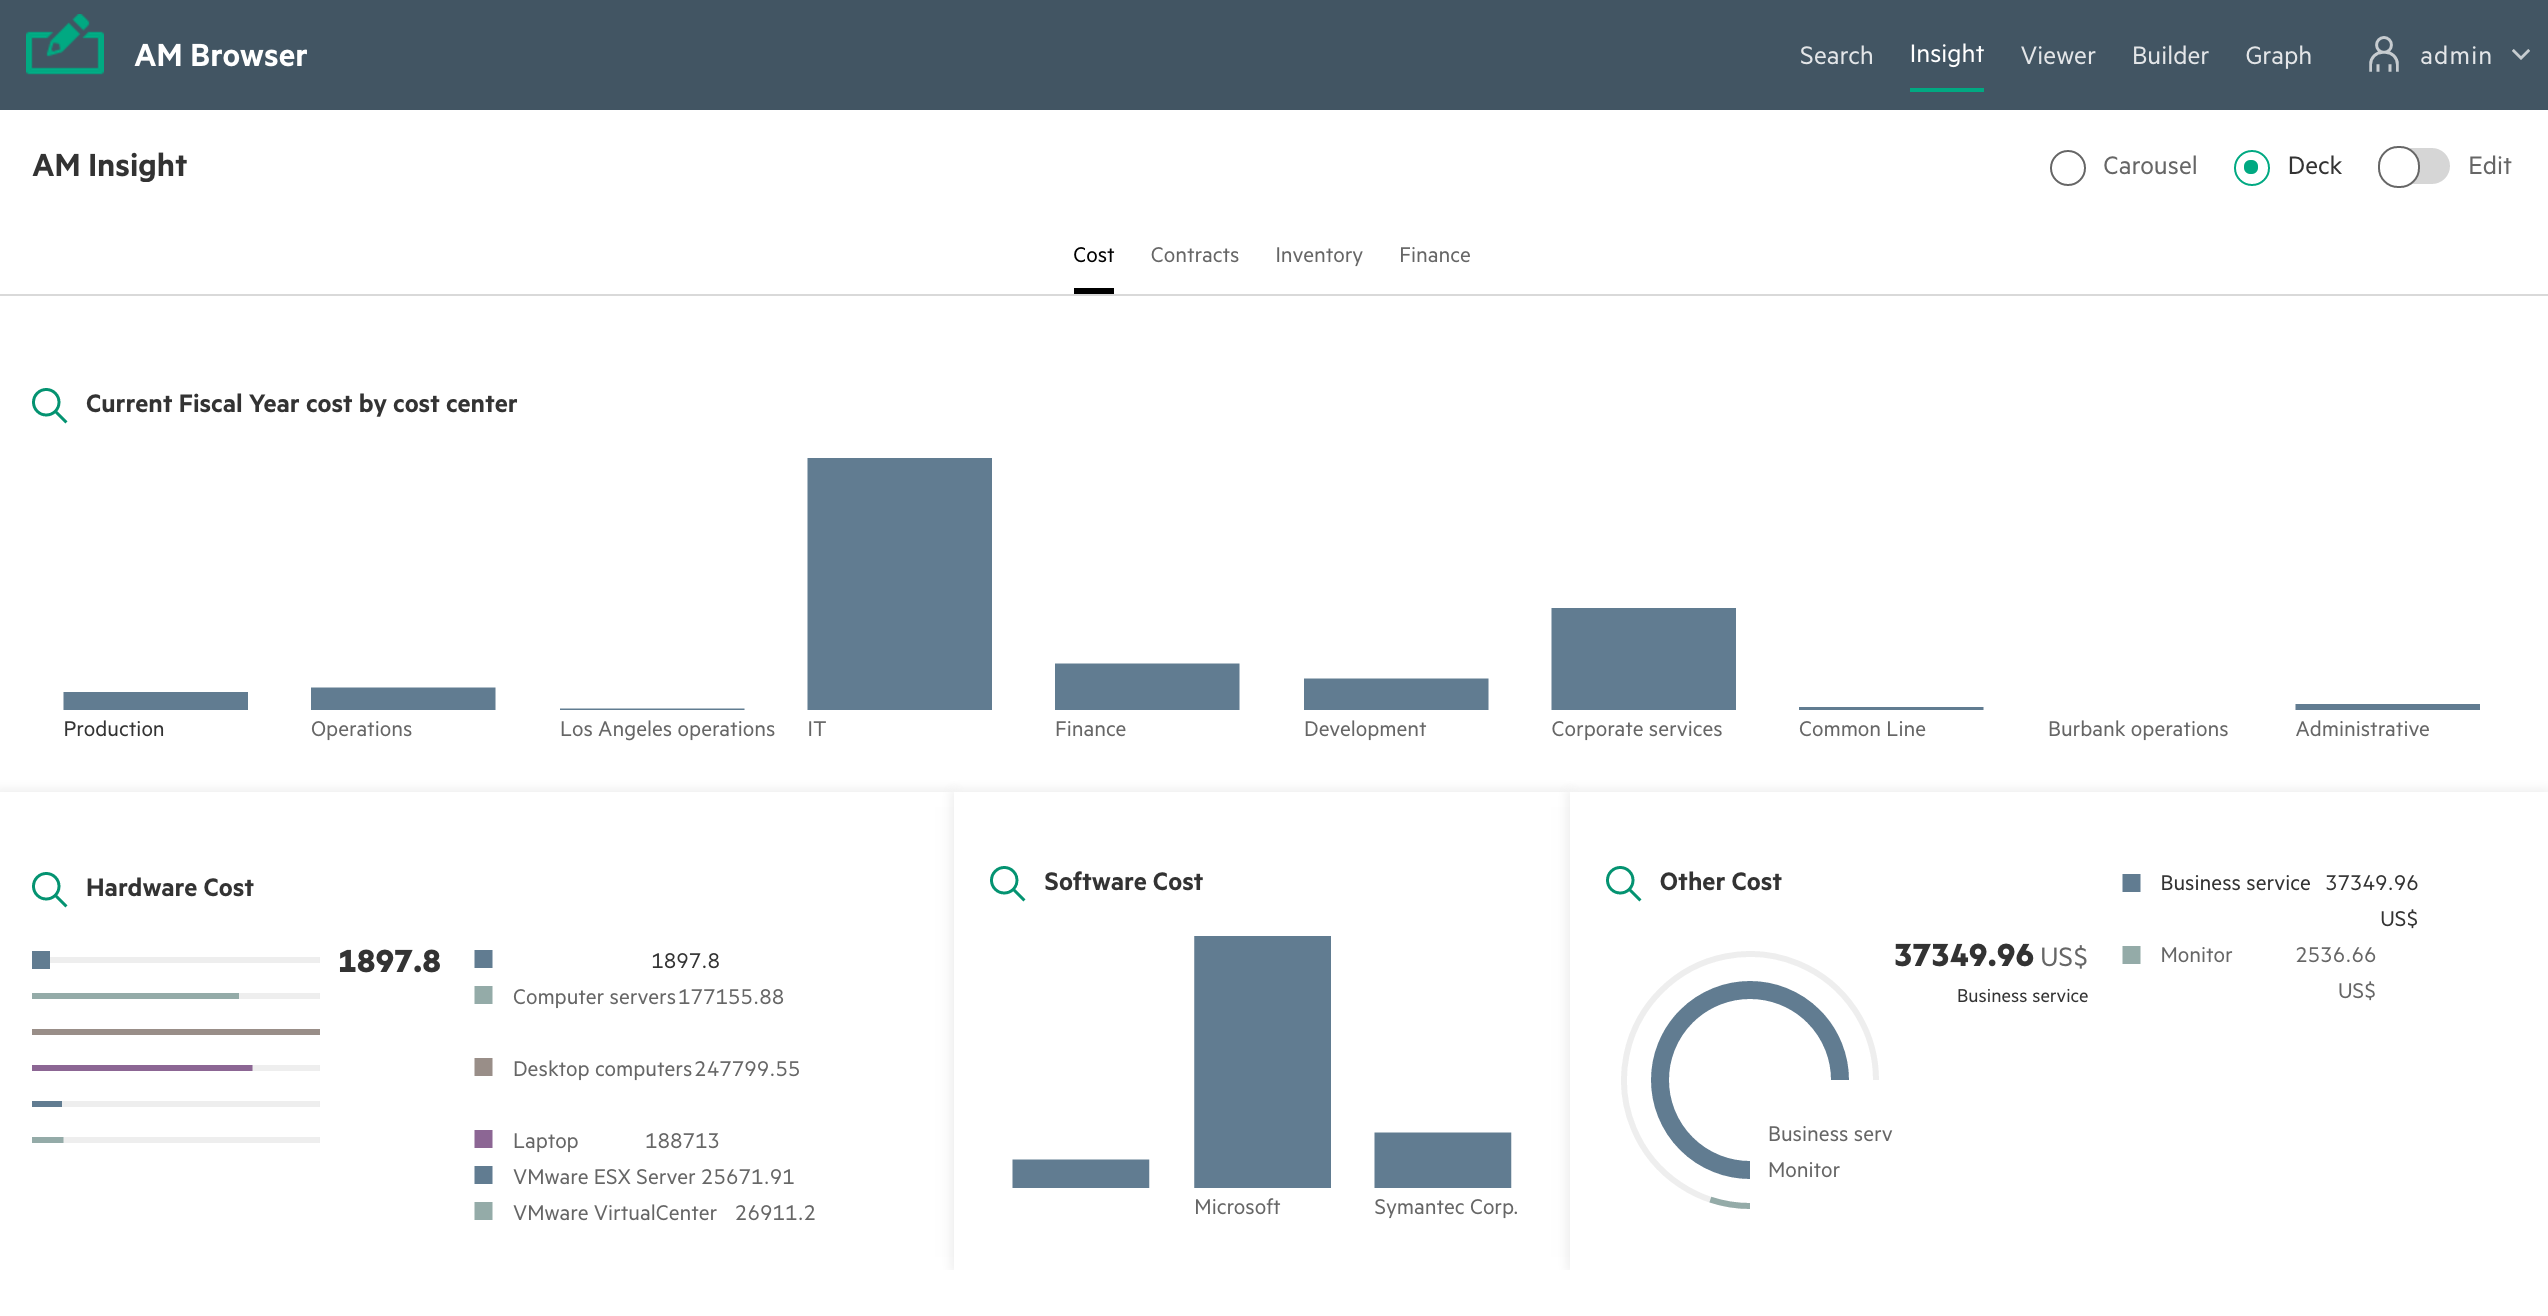 AM Browser
Search Insight Viewer Builder Graph admin
AM Insight
Carousel Deck Edit
Cost Contracts Inventory Finance
Current Fiscal Year cost by cost center
Production Operations Los Angeles operations IT Finance Development Corporate services Common Line Burbank operations Administrative
Hardware Cost
1897.8
1897.8
Computer servers 177155.88
Desktop computers 247799.55
Laptop 188713
VMware ESX Server 25671.91
VMware VirtualCenter 26911.2
Software Cost
Microsoft Symantec Corp.
Other Cost
37349.96 US$
Business service
Business serv
Monitor
Business service 37349.96
US$
Monitor 2536.66
US$